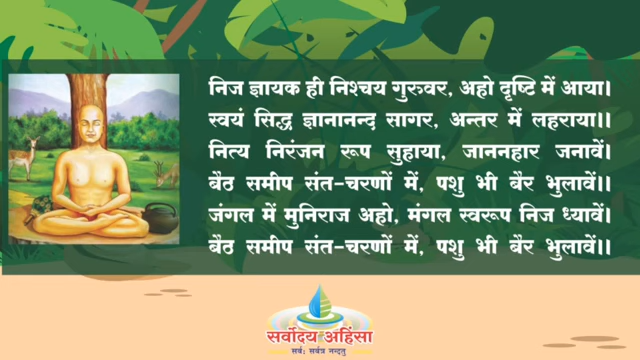 निज ज्ञायक ही निश्चय गुरुवर, अहो दृष्टि में आया।
स्वयं सिद्ध ज्ञानानन्द सागर, अन्तर में लहराया।।
नित्य निरंजन रूप सुहाया, जाननहार जनावें।
बैठ समीप संत-चरणों में, पशु भी बैर भुलावें।।
जंगल में मुनिराज अहो, मंगल स्वरूप निज ध्यावें।
बैठ समीप संत-चरणों में, पशु भी बैर भुलावें।।
सर्वोदय अहिंसा
सर्वः सर्वत्र नन्दतु